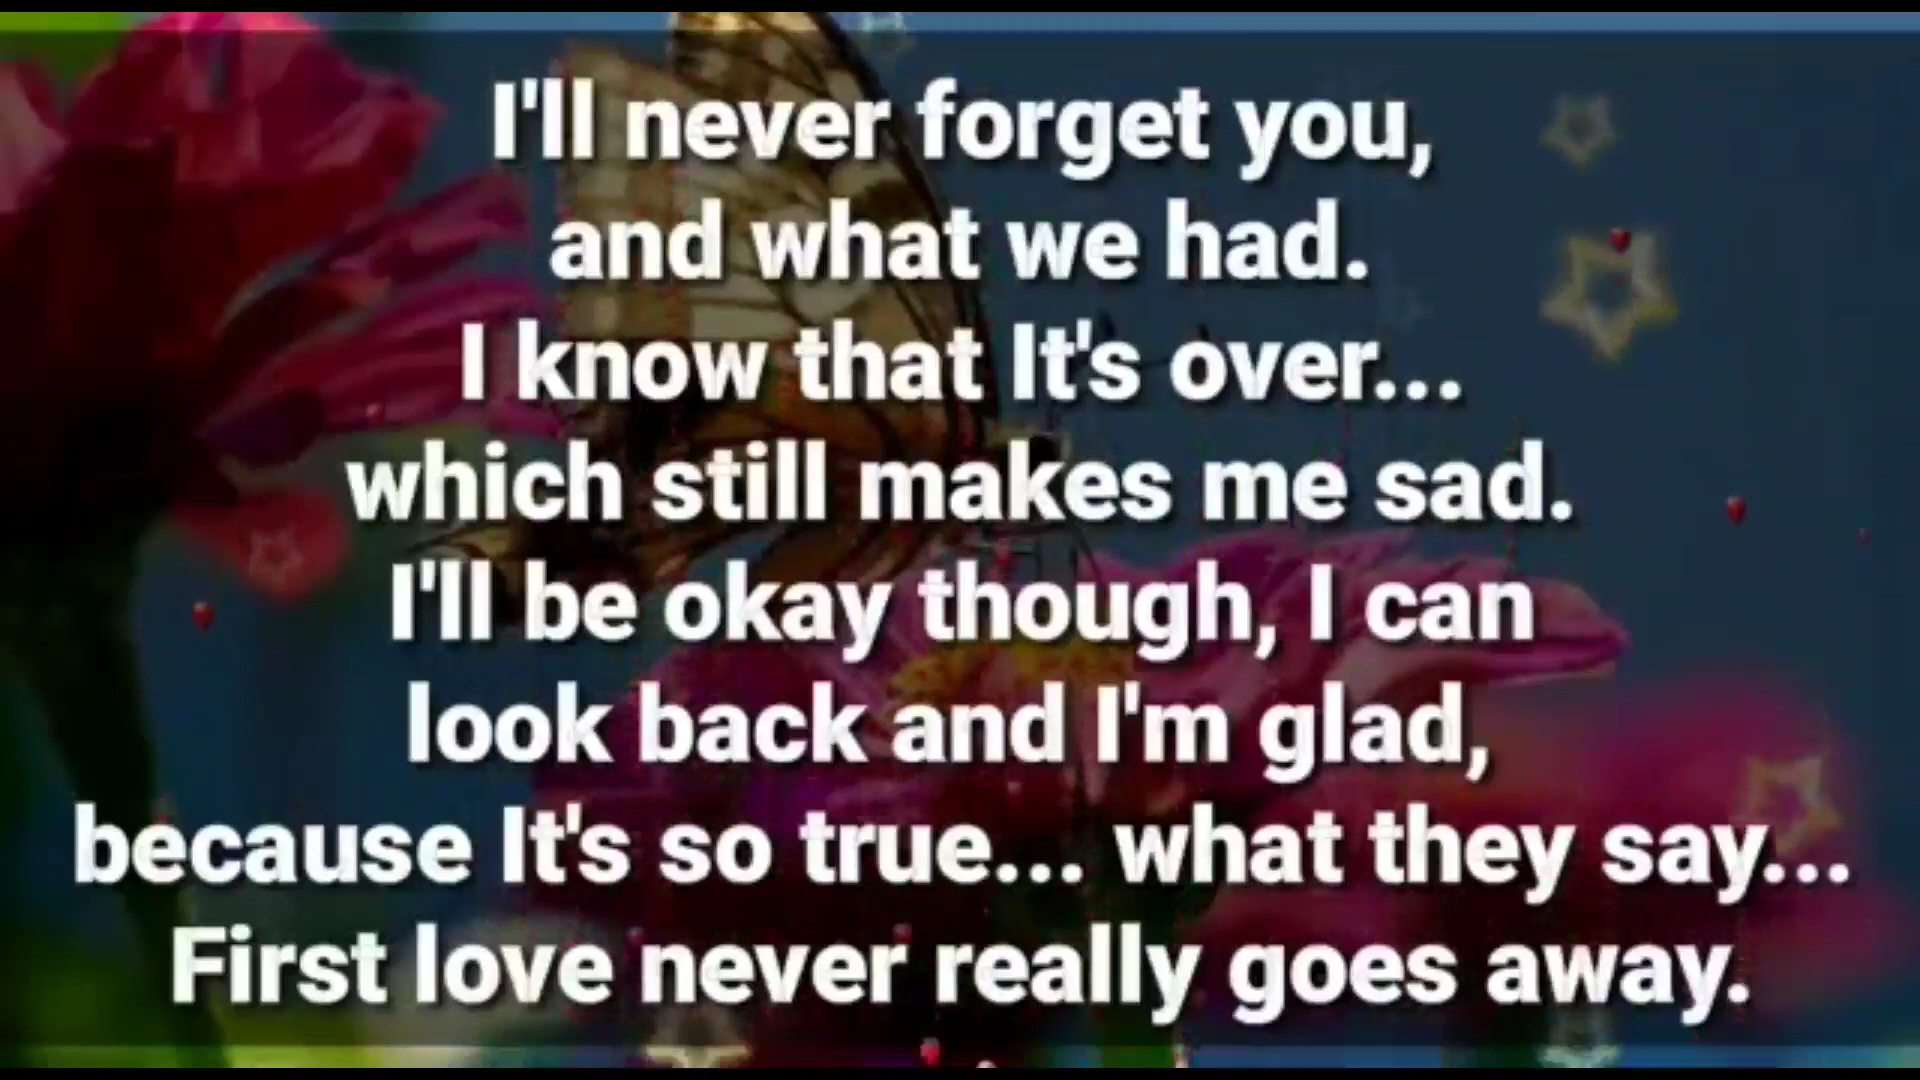 I'll never forget you,
and what we had.
I know that It's over...
which still makes me sad.
I'll be okay though, I can
look back and I'm glad,
because It's so true... what they say...
First love never really goes away.